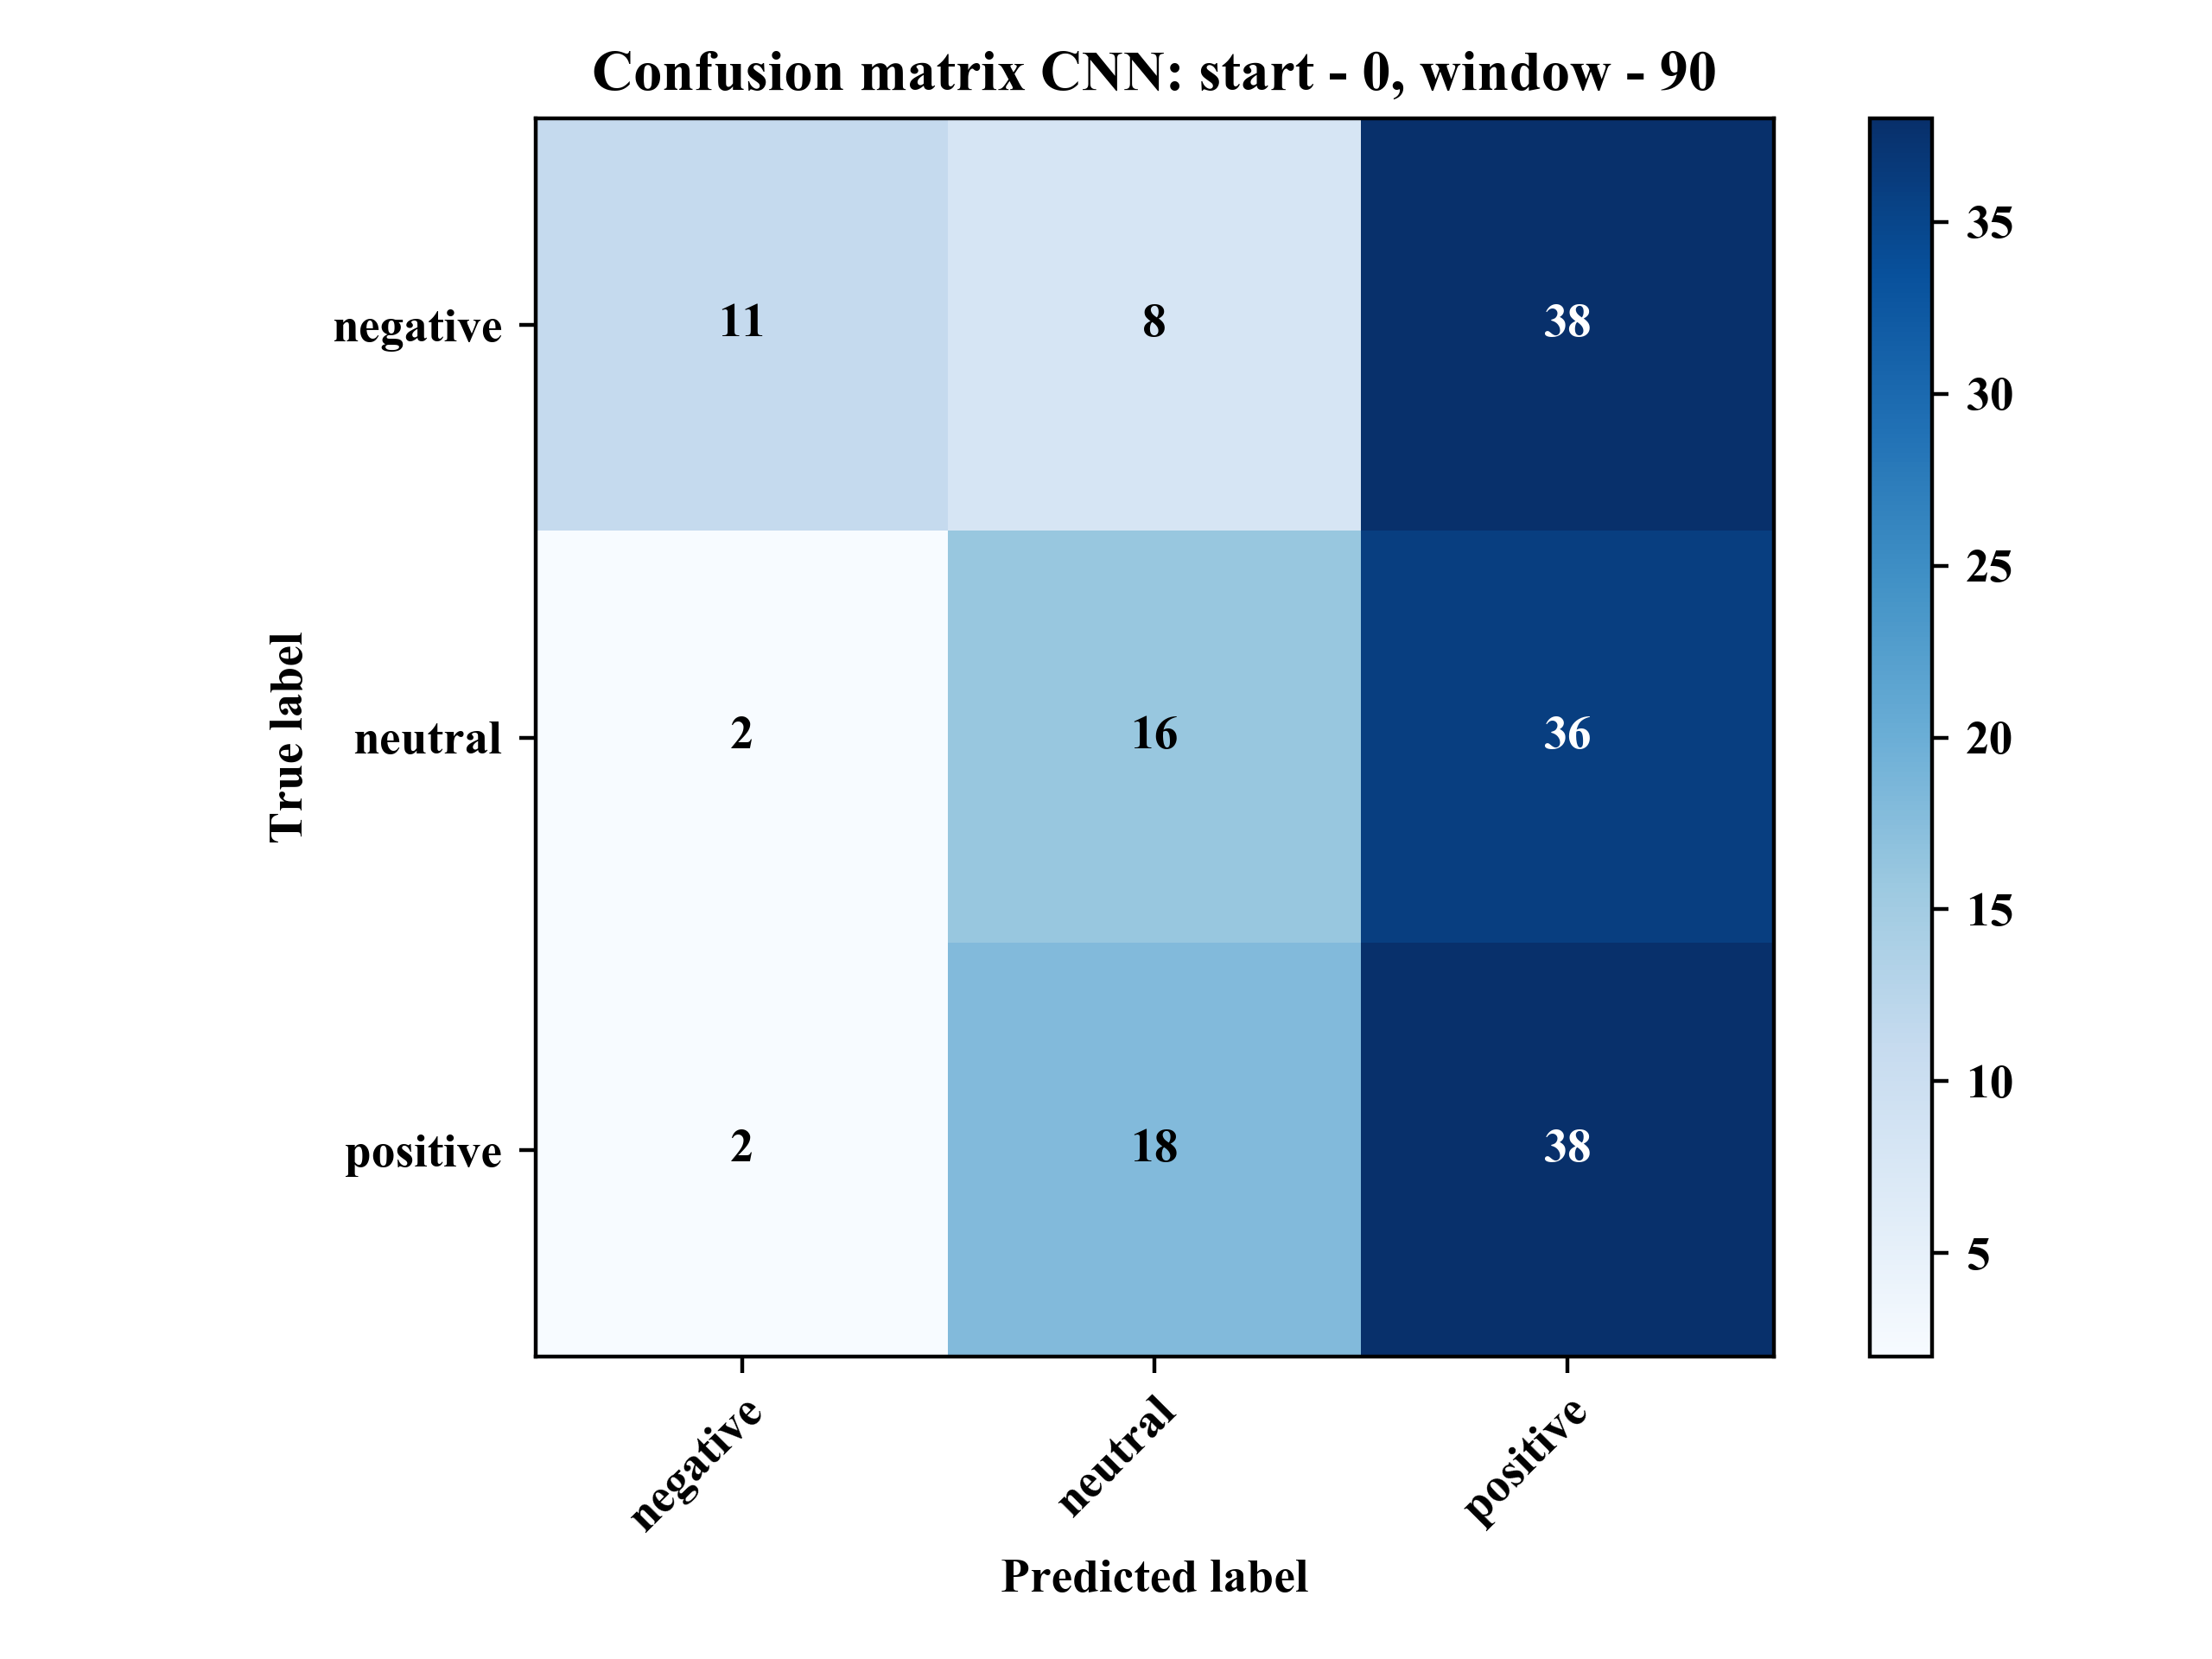 Confusion matrix CNN: start - 0, window - 90
negative 11 8 38
neutral 2 16 36
positive 2 18 38
True label
negative neutral positive
Predicted label
35
30
25
20
15
10
5